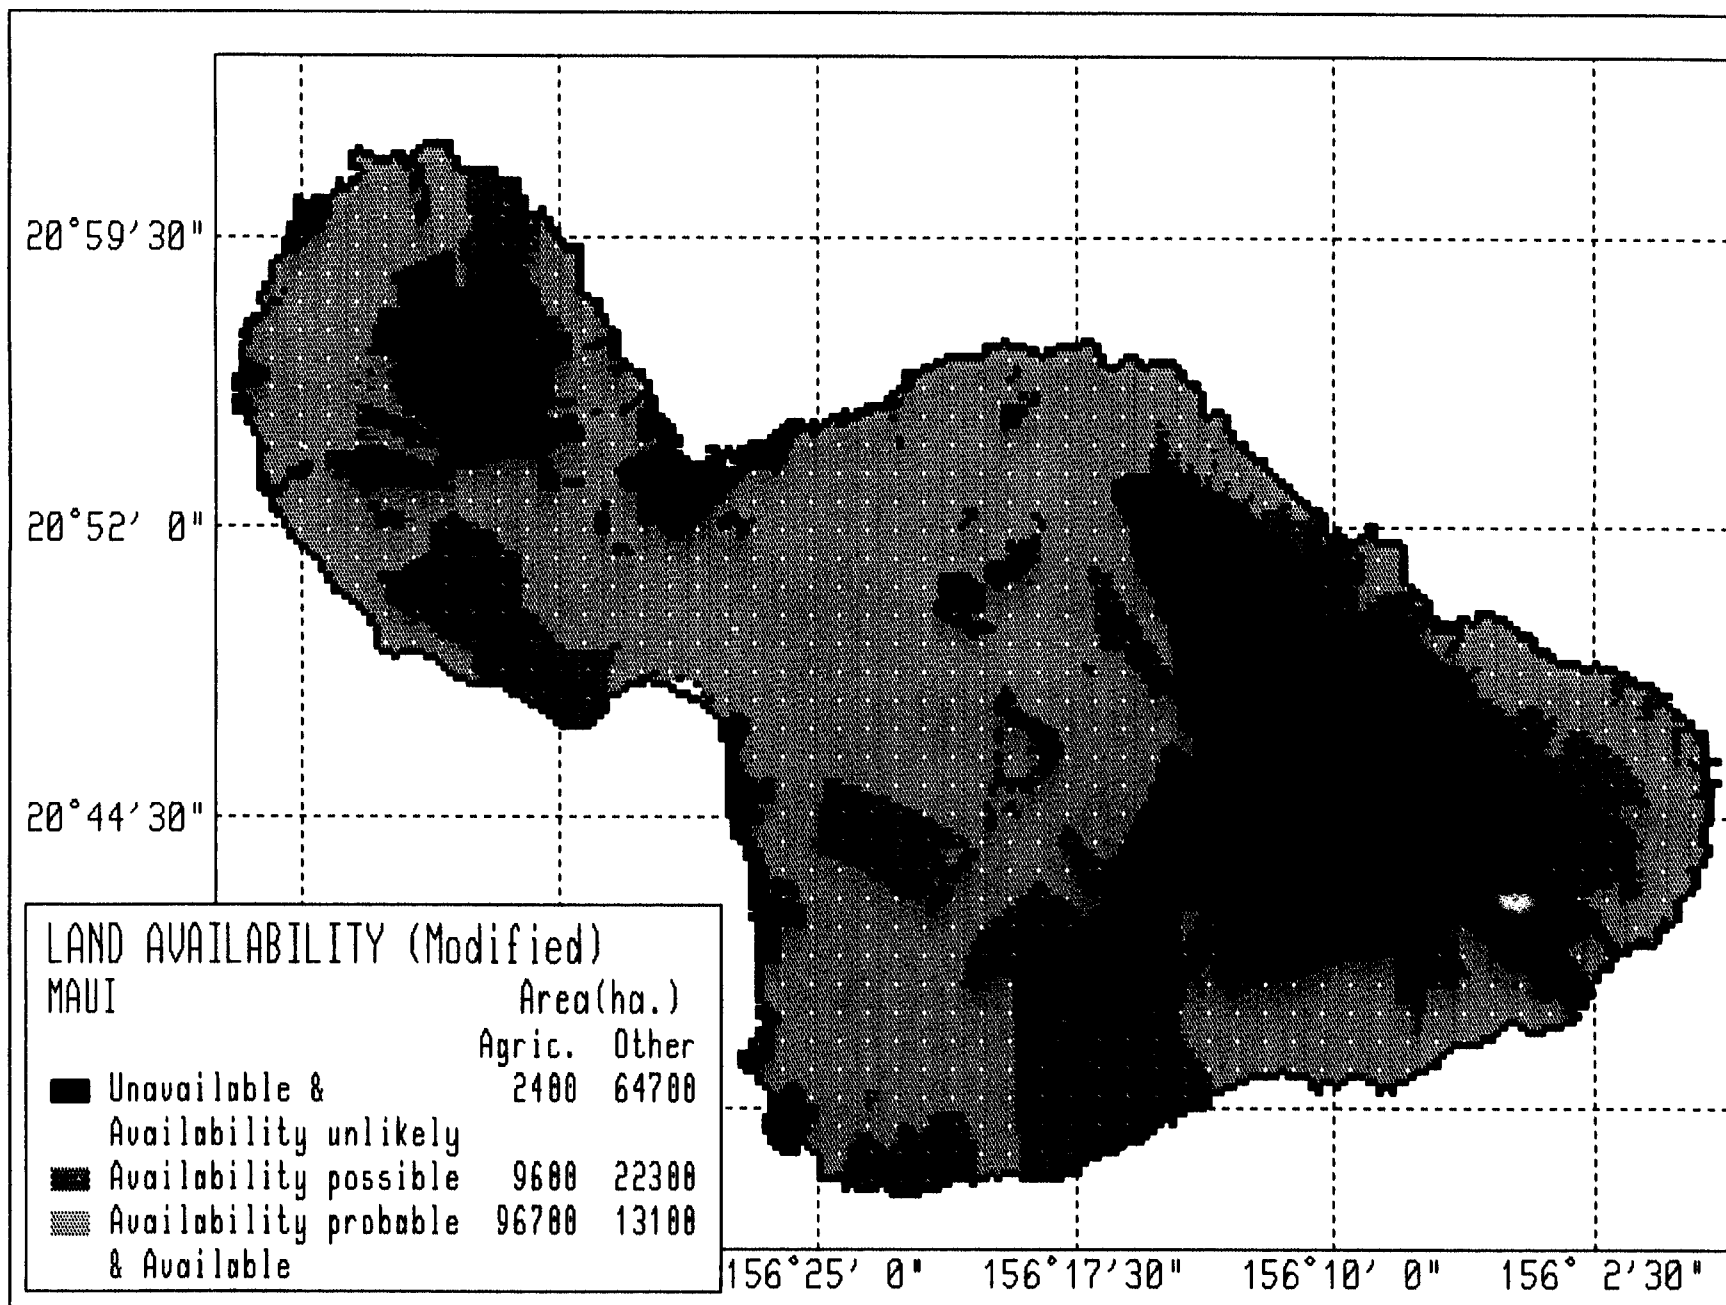 20°59'30"
20°52' 0"
20°44'30"
LAND AVAILABILITY (Modified)
MAUI Area(ha.)
Agric. Other
Unavailable & 2400 64700
Availability unlikely
Availability possible 9600 22300
Availability probable 96700 13100
& Available
156°25' 0" 156°17'30" 156°10' 0" 156° 2'30"